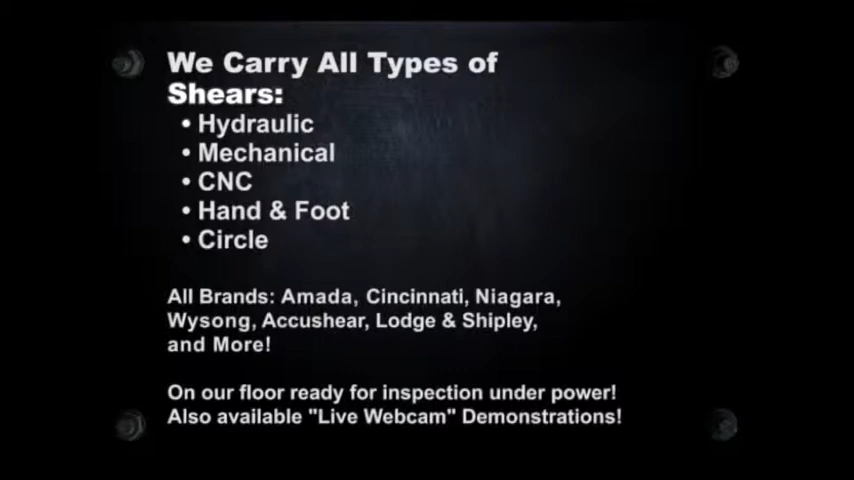 We Carry All Types of
Shears:
• Hydraulic
• Mechanical
• CNC
• Hand & Foot
• Circle
All Brands: Amada, Cincinnati, Niagara,
Wysong, Accushear, Lodge & Shipley,
and More!
On our floor ready for inspection under power!
Also available "Live Webcam" Demonstrations!